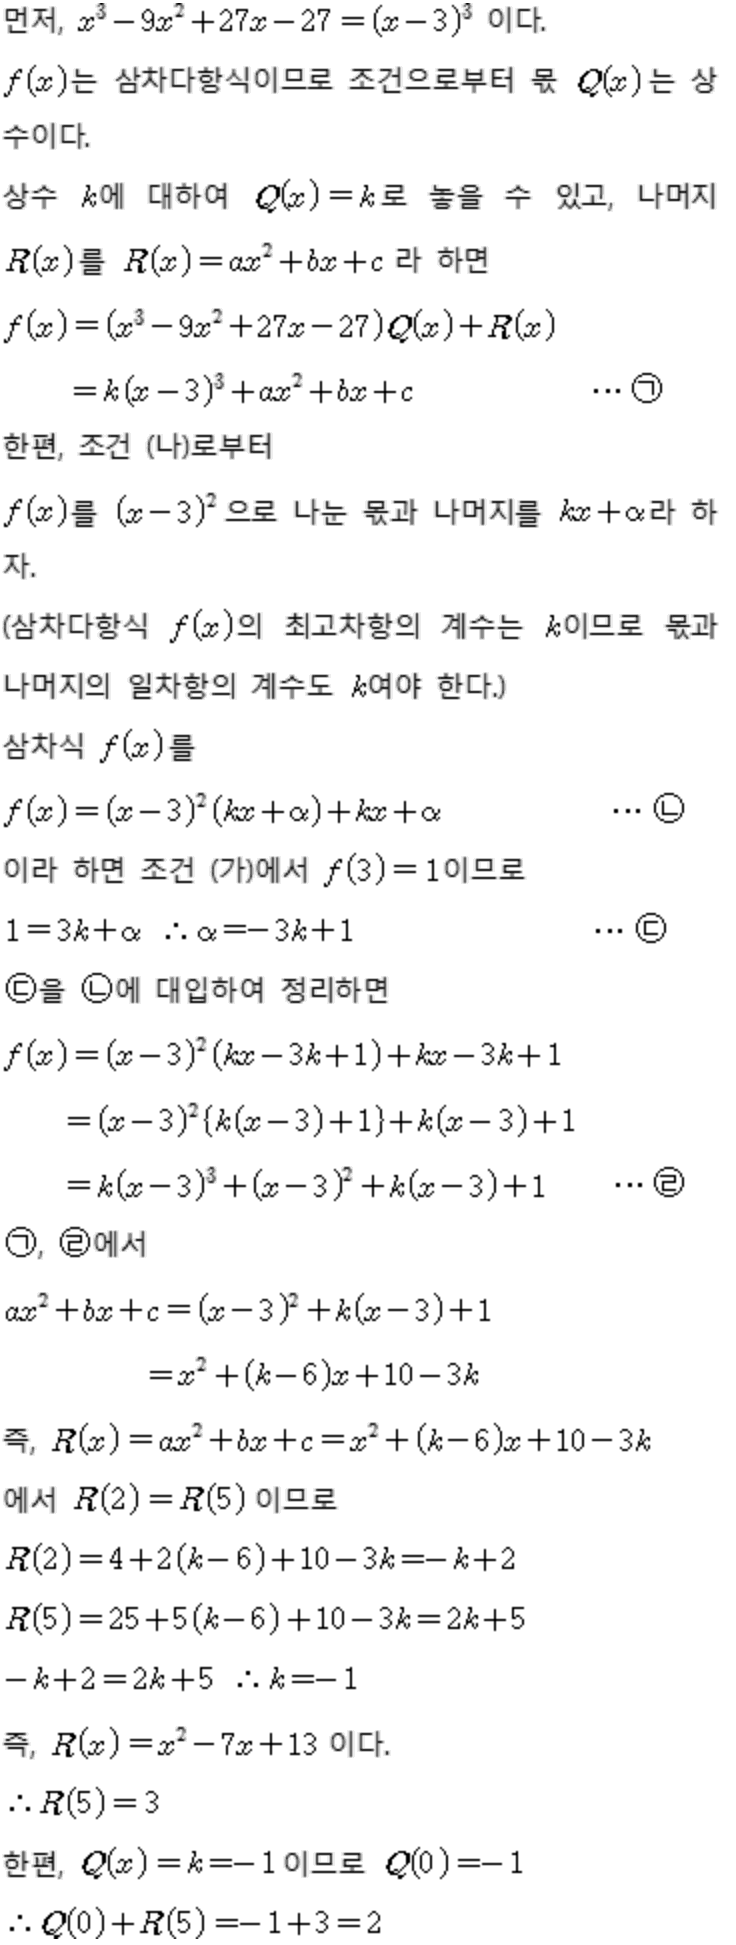 먼저, x³−9x²+27x−27=(x−3)³ 이다.
f(x)는 삼차다항식이므로 조건으로부터 몫 Q(x)는 상
수이다.
상수 k에 대하여 Q(x)=k로 놓을 수 있고, 나머지
R(x)를 R(x)=ax²+bx+c 라 하면
f(x)=(x³−9x²+27x−27)Q(x)+R(x)
=k(x−3)³+ax²+bx+c ⋯ ㉠
한편, 조건 (나)로부터
f(x)를 (x−3)²으로 나눈 몫과 나머지를 kx+α라 하
자.
(삼차다항식 f(x)의 최고차항의 계수는 k이므로 몫과
나머지의 일차항의 계수도 k여야 한다.)
삼차식 f(x)를
f(x)=(x−3)²(kx+α)+kx+α ⋯ ㉡
이라 하면 조건 (가)에서 f(3)=1이므로
1=3k+α ∴α=−3k+1 ⋯ ㉢
㉢을 ㉡에 대입하여 정리하면
f(x)=(x−3)²(kx−3k+1)+kx−3k+1
=(x−3)²{k(x−3)+1}+k(x−3)+1
=k(x−3)³+(x−3)²+k(x−3)+1 ⋯ ㉣
㉠, ㉣에서
ax²+bx+c=(x−3)²+k(x−3)+1
=x²+(k−6)x+10−3k
즉, R(x)=ax²+bx+c=x²+(k−6)x+10−3k
에서 R(2)=R(5)이므로
R(2)=4+2(k−6)+10−3k=−k+2
R(5)=25+5(k−6)+10−3k=2k+5
−k+2=2k+5 ∴k=−1
즉, R(x)=x²−7x+13 이다.
∴R(5)=3
한편, Q(x)=k=−1이므로 Q(0)=−1
∴Q(0)+R(5)=−1+3=2